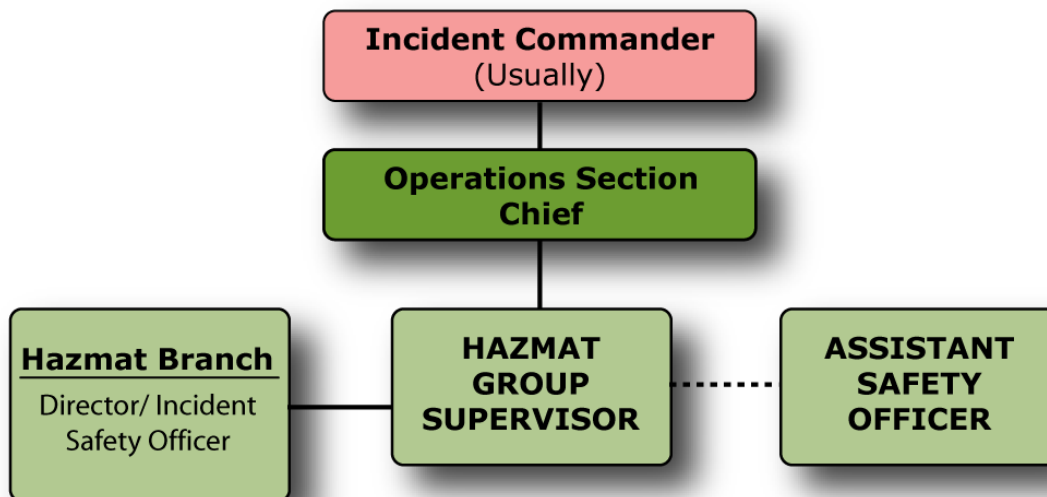 Incident Commander
(Usually)
Operations Section
Chief
Hazmat Branch
Director/ Incident
Safety Officer
HAZMAT
GROUP
SUPERVISOR
ASSISTANT
SAFETY
OFFICER